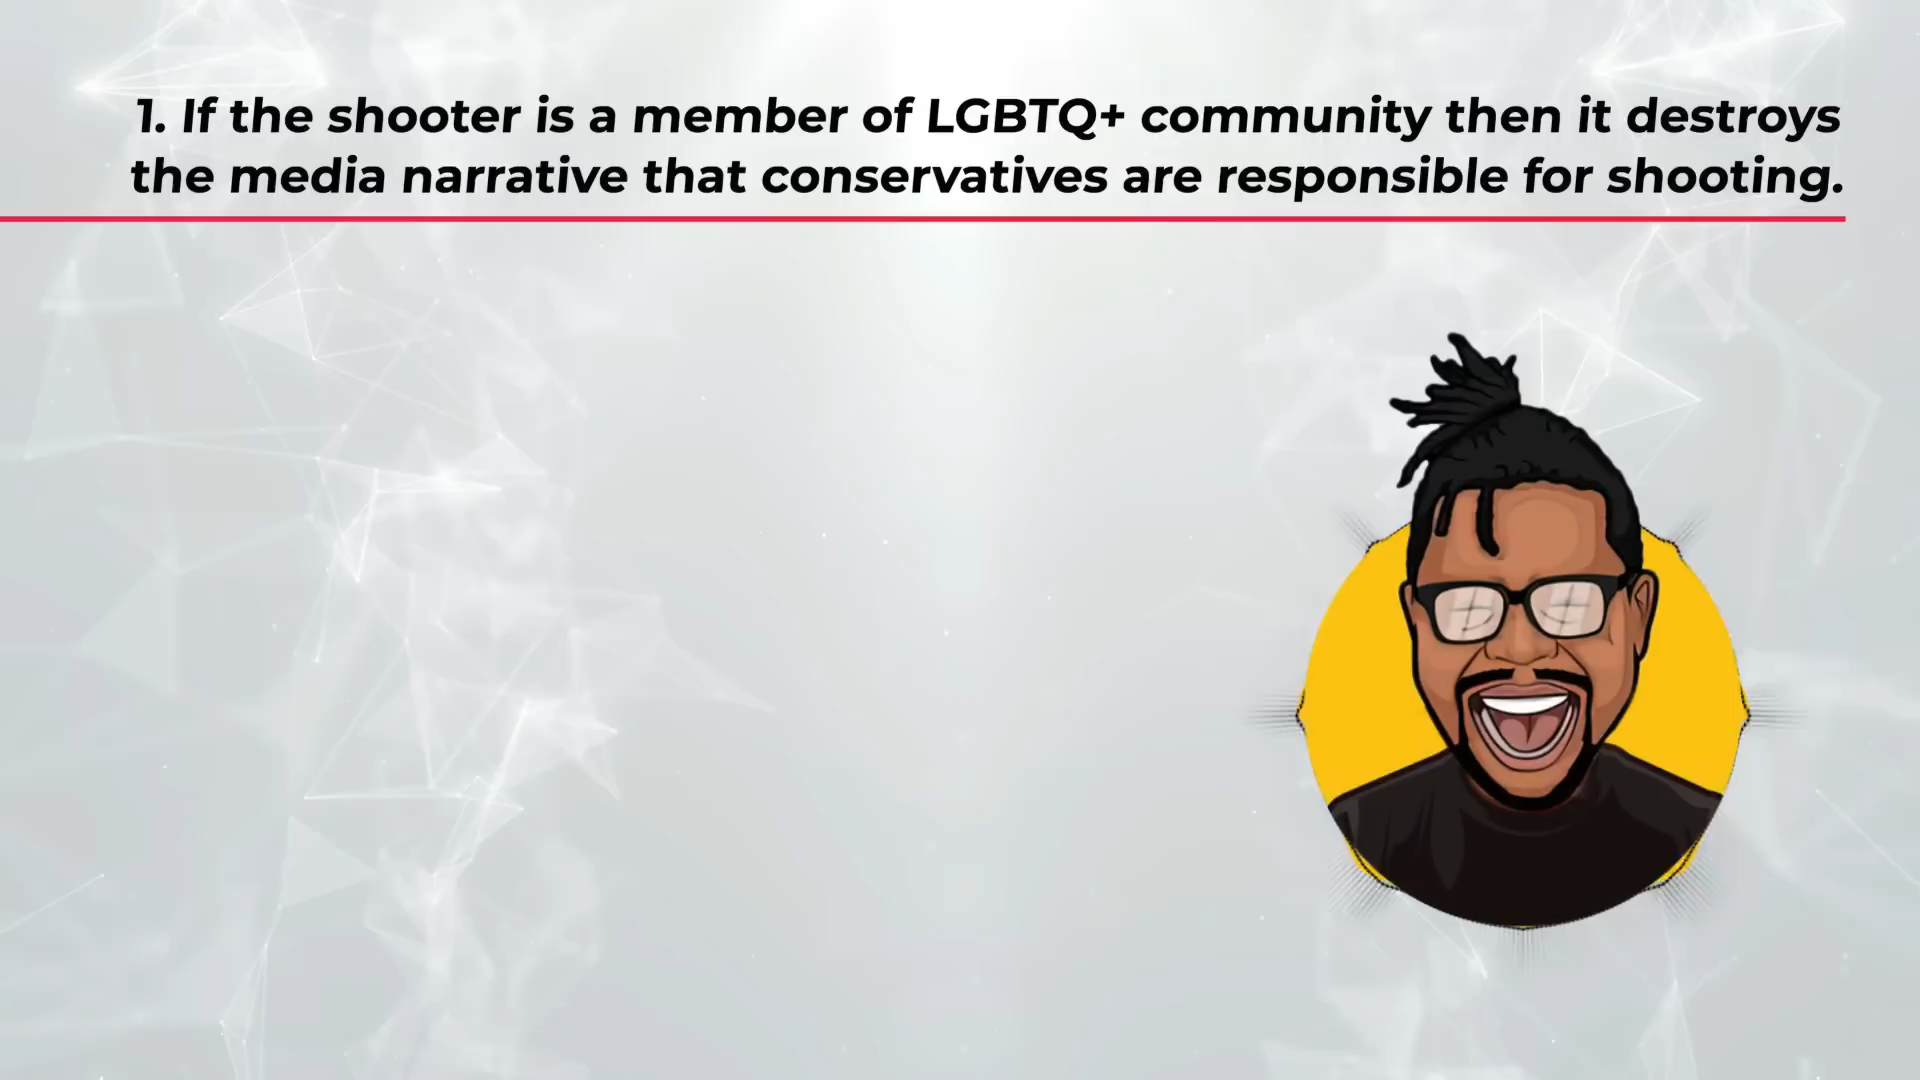 1. If the shooter is a member of LGBTQ+ community then it destroys
the media narrative that conservatives are responsible for shooting.